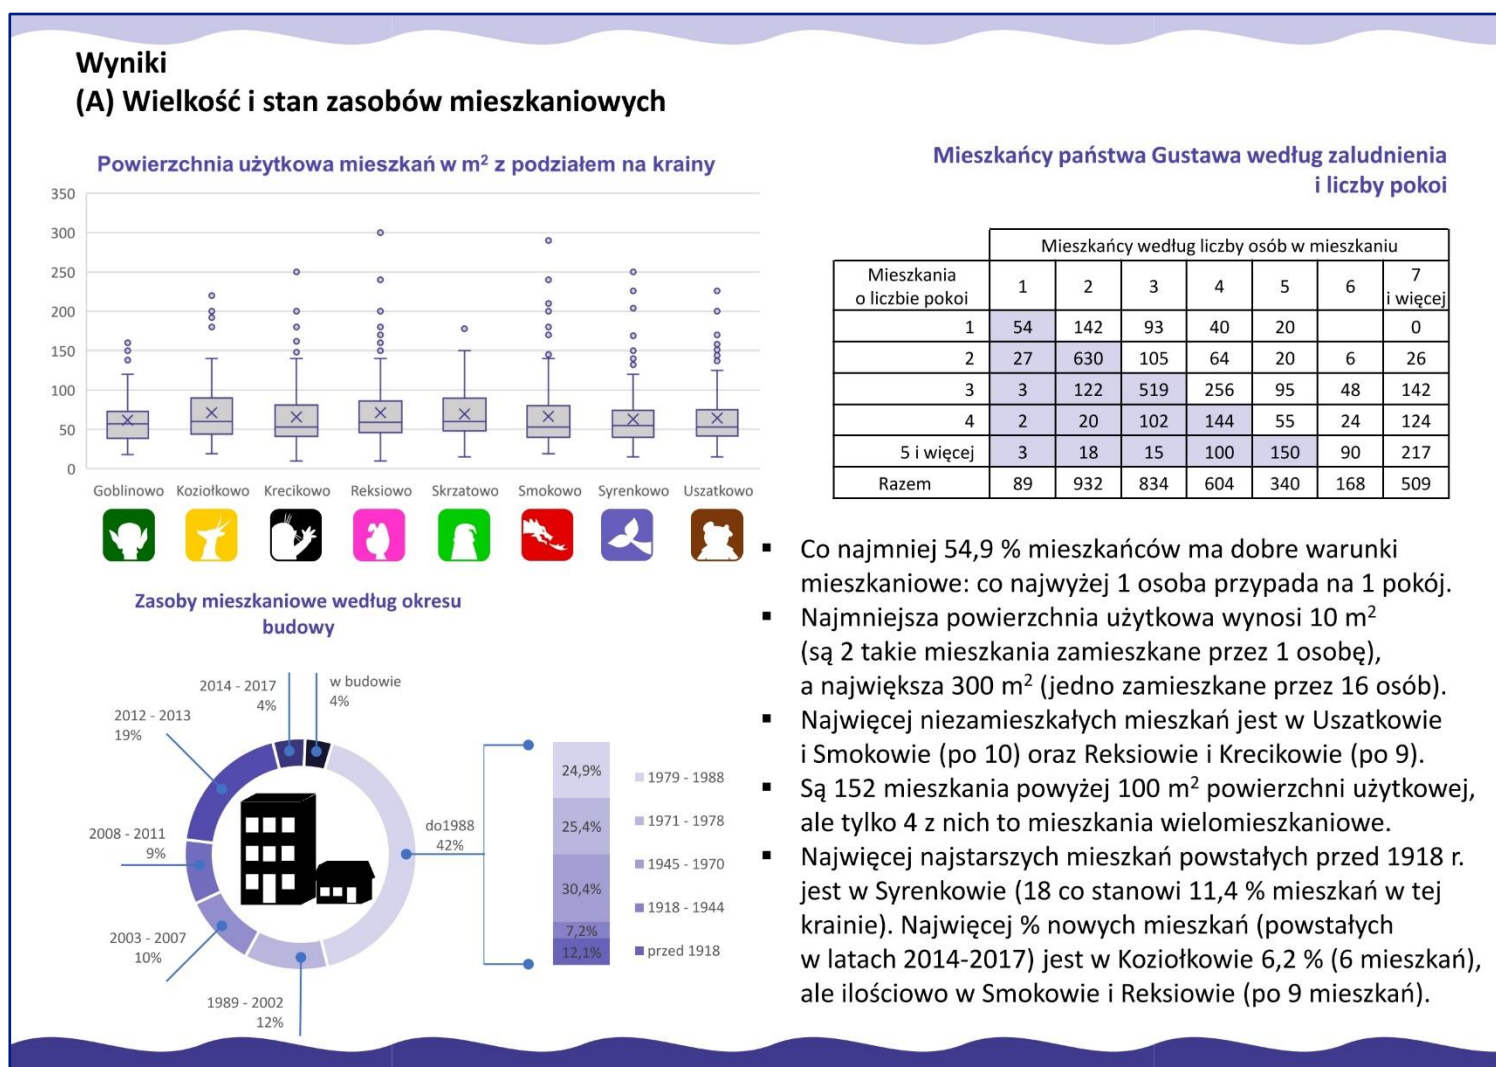 Wyniki
(A) Wielkość i stan zasobów mieszkaniowych
Powierzchnia użytkowa mieszkań w m² z podziałem na krainy
350
300
250
200
150
100
50
0
Goblinowo Koziołkowo Krecikowo Reksiowo Skrzatowo Smokowo Syrenkowo Uszatkowo
Zasoby mieszkaniowe według okresu
budowy
2014 - 2017
4%
w budowie
4%
2012 - 2013
19%
2008 - 2011
9%
2003 - 2007
10%
1989 - 2002
12%
do1988
42%
24,9%
25,4%
30,4%
7,2%
12,1%
1979 - 1988
1971 - 1978
1945 - 1970
1918 - 1944
przed 1918
Mieszkańcy państwa Gustawa według zaludnienia
i liczby pokoi
Mieszkańcy według liczby osób w mieszkaniu
Mieszkania
o liczbie pokoi
1 2 3 4 5 6 7
i więcej
1 54 142 93 40 20 0
2 27 630 105 64 20 6 26
3 3 122 519 256 95 48 142
4 2 20 102 144 55 24 124
5 i więcej 3 18 15 100 150 90 217
Razem 89 932 834 604 340 168 509
▪ Co najmniej 54,9 % mieszkańców ma dobre warunki
mieszkaniowe: co najwyżej 1 osoba przypada na 1 pokój.
▪ Najmniejsza powierzchnia użytkowa wynosi 10 m²
(są 2 takie mieszkania zamieszkane przez 1 osobę),
a największa 300 m² (jedno zamieszkane przez 16 osób).
▪ Najwięcej niezamieszkałych mieszkań jest w Uszatkowie
i Smokowie (po 10) oraz Reksiowie i Krecikowie (po 9).
▪ Są 152 mieszkania powyżej 100 m² powierzchni użytkowej,
ale tylko 4 z nich to mieszkania wielomieszkaniowe.
▪ Najwięcej najstarszych mieszkań powstałych przed 1918 r.
jest w Syrenkowie (18 co stanowi 11,4 % mieszkań w tej
krainie). Najwięcej % nowych mieszkań (powstałych
w latach 2014-2017) jest w Koziołkowie 6,2 % (6 mieszkań),
ale ilościowo w Smokowie i Reksiowie (po 9 mieszkań).